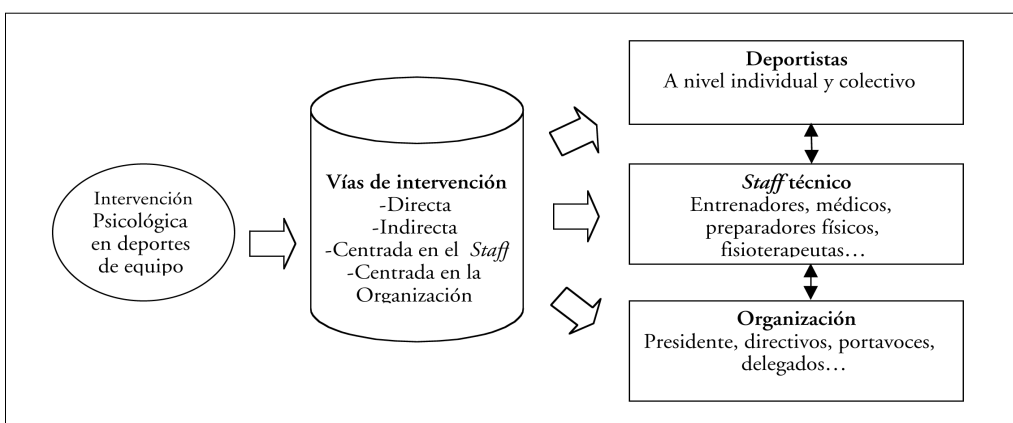 Intervención
Psicológica
en deportes
de equipo
Vías de intervención
-Directa
-Indirecta
-Centrada en el Staff
-Centrada en la
Organización
Deportistas
A nivel individual y colectivo
Staff técnico
Entrenadores, médicos,
preparadores físicos,
fisioterapeutas…
Organización
Presidente, directivos, portavoces,
delegados…